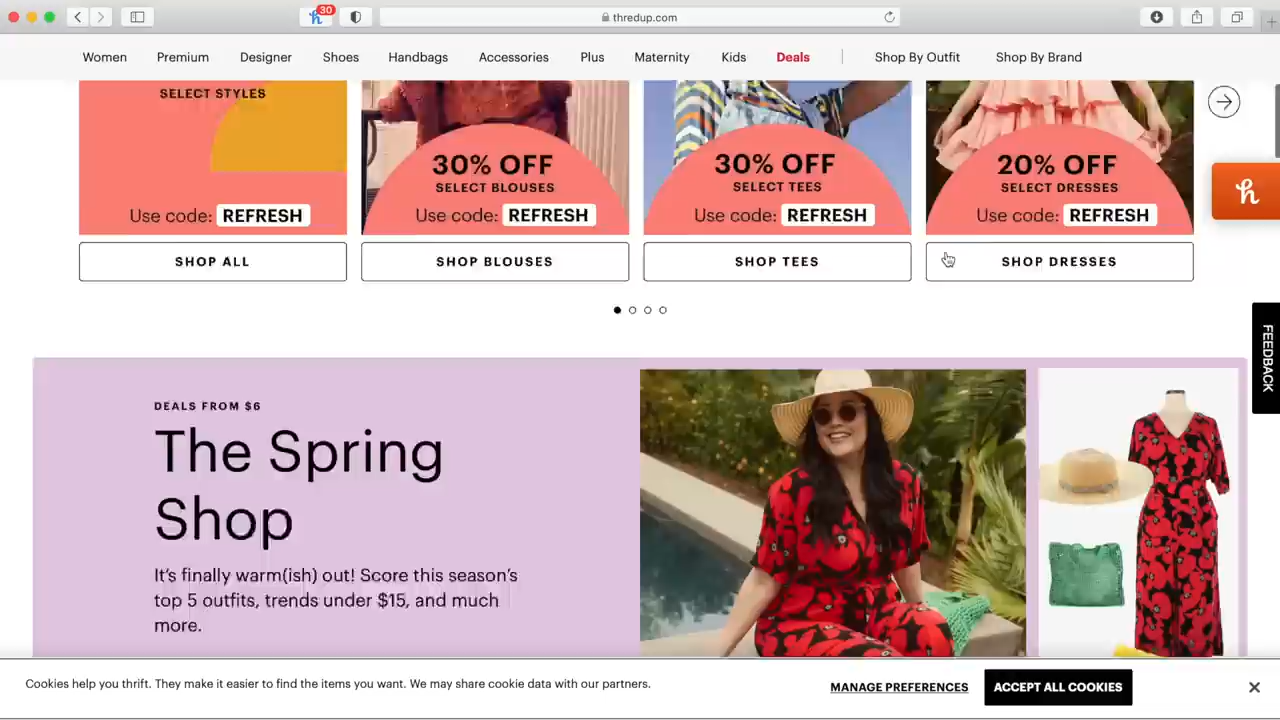 30
thredup.com
Women Premium Designer Shoes Handbags Accessories Plus Maternity Kids Deals Shop By Outfit Shop By Brand
SELECT STYLES
Use code: REFRESH
SHOP ALL
30% OFF
SELECT BLOUSES
Use code: REFRESH
SHOP BLOUSES
30% OFF
SELECT TEES
Use code: REFRESH
SHOP TEES
20% OFF
SELECT DRESSES
Use code: REFRESH
SHOP DRESSES
h
FEEDBACK
DEALS FROM $6
The Spring
Shop
It's finally warm(ish) out! Score this season's
top 5 outfits, trends under $15, and much
more.
Cookies help you thrift. They make it easier to find the items you want. We may share cookie data with our partners.
MANAGE PREFERENCES
ACCEPT ALL COOKIES